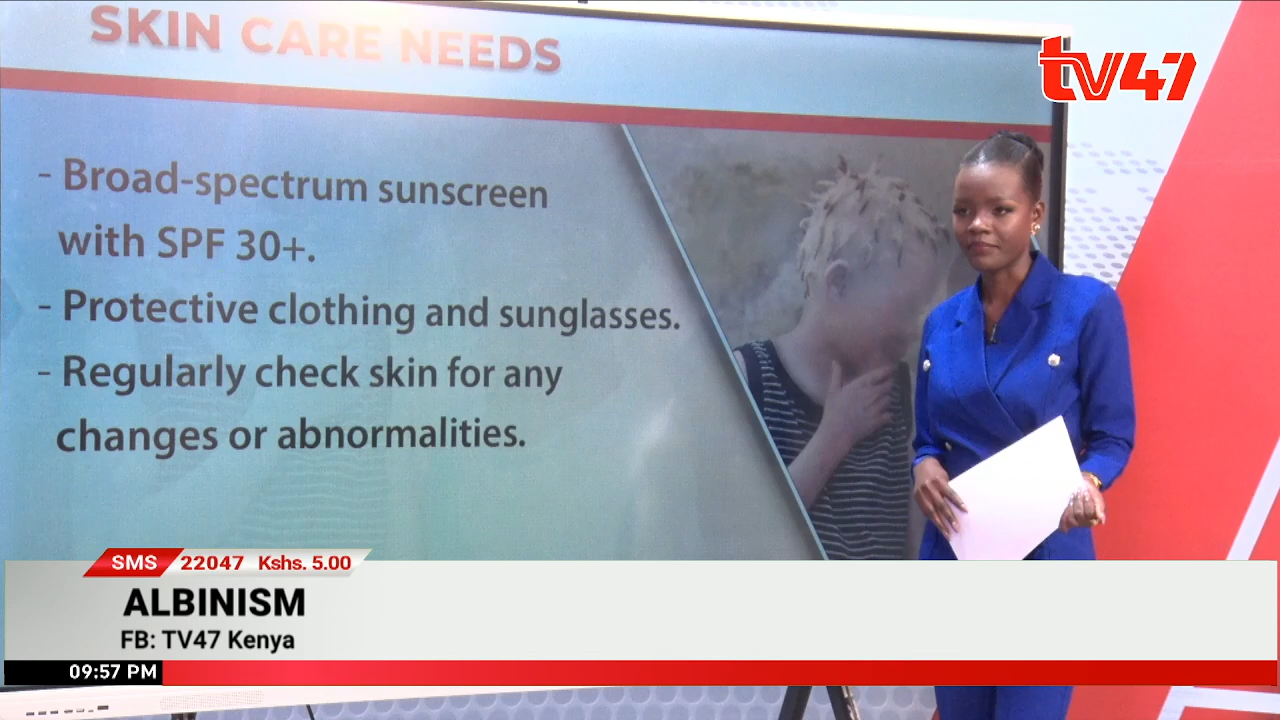 SKIN CARE NEEDS
tv47
- Broad-spectrum sunscreen
with SPF 30+.
- Protective clothing and sunglasses.
- Regularly check skin for any
changes or abnormalities.
SMS 22047 Kshs. 5.00
ALBINISM
FB: TV47 Kenya
09:57 PM